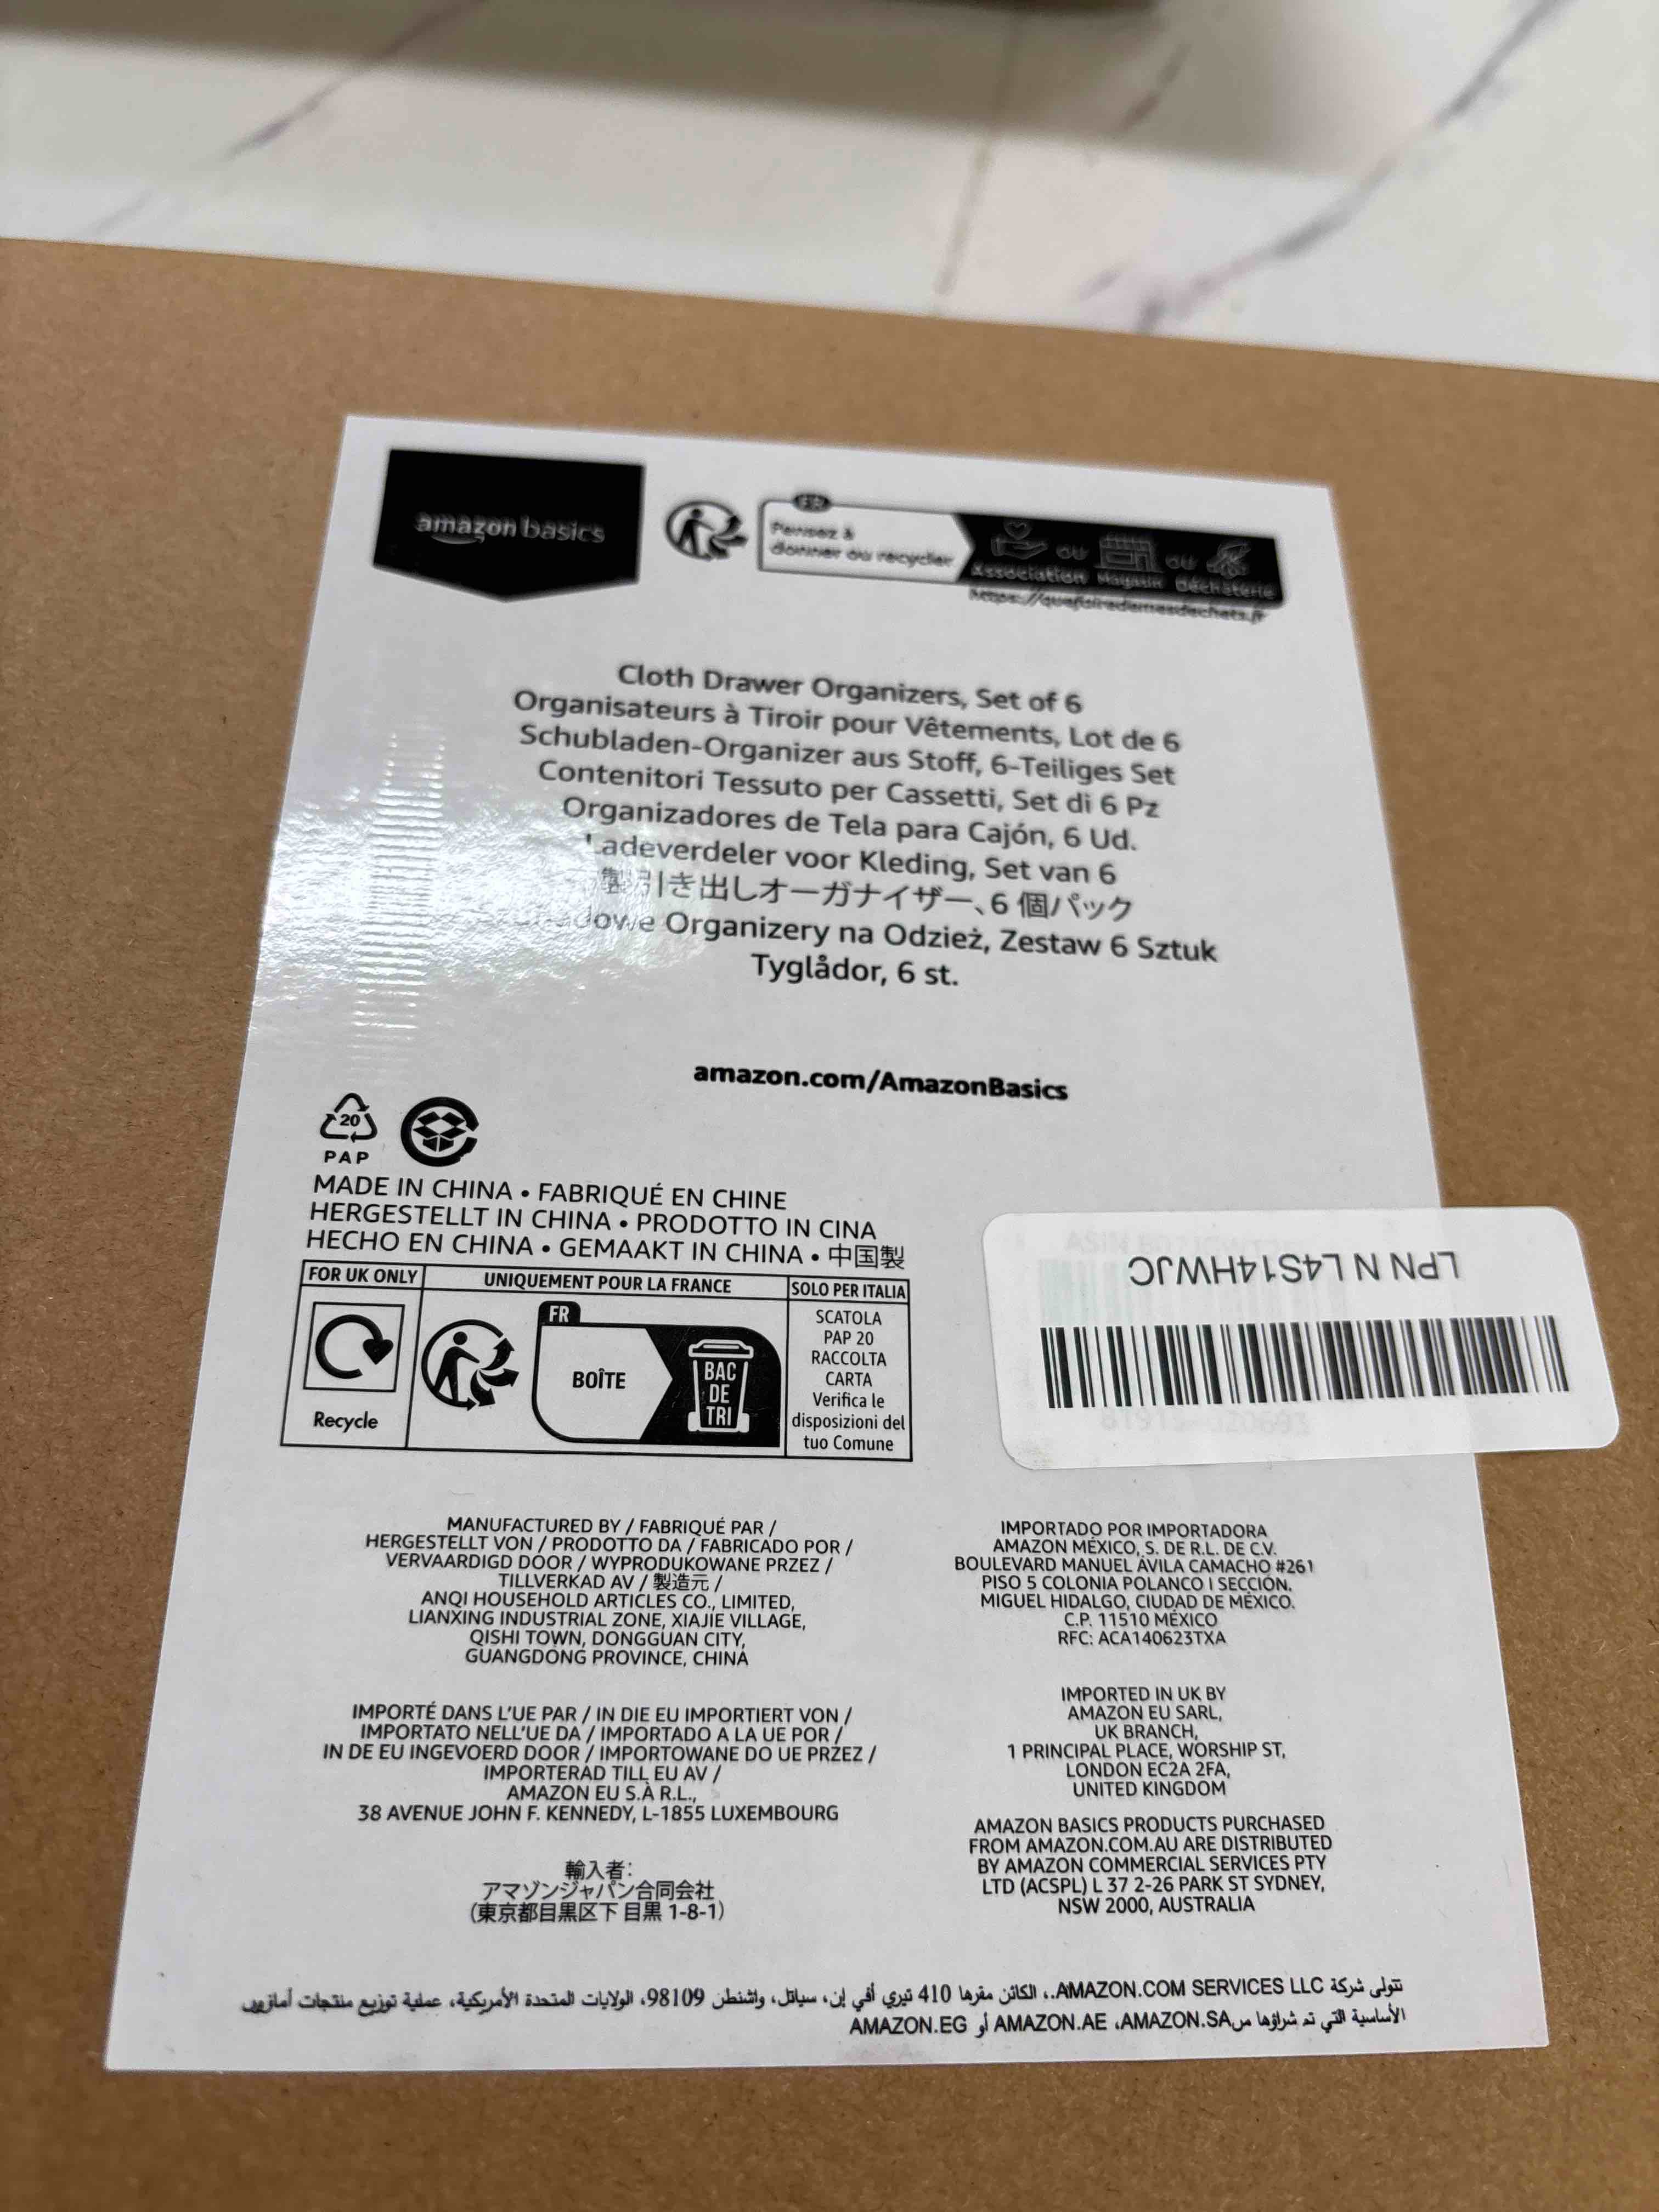 amazon basics
FR
Pensez à
donner ou recycler
ou
ou
Association
Magasin
Déchèterie
https://quefairedemesdechets.fr
Cloth Drawer Organizers, Set of 6
Organisateurs à Tiroir pour Vêtements, Lot de 6
Schubladen-Organizer aus Stoff, 6-Teiliges Set
Contenitori Tessuto per Cassetti, Set di 6 Pz
Organizadores de Tela para Cajón, 6 Ud.
Ladeverdeler voor Kleding, Set van 6
製引き出しオーガナイザー、6 個パック
Organizery na Odzież, Zestaw 6 Sztuk
Tyglådor, 6 st.
amazon.com/AmazonBasics
20
PAP
MADE IN CHINA • FABRIQUÉ EN CHINE
HERGESTELLT IN CHINA • PRODOTTO IN CINA
HECHO EN CHINA • GEMAAKT IN CHINA • 中国製
FOR UK ONLY
Recycle
UNIQUEMENT POUR LA FRANCE
FR
BOÎTE
BAC
DE
TRI
SOLO PER ITALIA
SCATOLA
PAP 20
RACCOLTA
CARTA
Verifica le
disposizioni del
tuo Comune
LPN N L4S14HWJC
MANUFACTURED BY / FABRIQUÉ PAR /
HERGESTELLT VON / PRODOTTO DA / FABRICADO POR /
VERVAARDIGD DOOR / WYPRODUKOWANE PRZEZ /
TILLVERKAD AV / 製造元 /
ANQI HOUSEHOLD ARTICLES CO., LIMITED,
LIANXING INDUSTRIAL ZONE, XIAJIE VILLAGE,
QISHI TOWN, DONGGUAN CITY,
GUANGDONG PROVINCE, CHINA
IMPORTÉ DANS L'UE PAR / IN DIE EU IMPORTIERT VON /
IMPORTATO NELL'UE DA / IMPORTADO A LA UE POR /
IN DE EU INGEVOERD DOOR / IMPORTOWANE DO UE PRZEZ /
IMPORTERAD TILL EU AV /
AMAZON EU S.À R.L.,
38 AVENUE JOHN F. KENNEDY, L-1855 LUXEMBOURG
輸入者:
アマゾンジャパン合同会社
(東京都目黒区下目黒 1-8-1)
IMPORTADO POR IMPORTADORA
AMAZON MÉXICO, S. DE R.L. DE C.V.
BOULEVARD MANUEL ÁVILA CAMACHO #261
PISO 5 COLONIA POLANCO I SECCIÓN.
MIGUEL HIDALGO, CIUDAD DE MÉXICO.
C.P. 11510 MÉXICO
RFC: ACA140623TXA
IMPORTED IN UK BY
AMAZON EU SARL,
UK BRANCH,
1 PRINCIPAL PLACE, WORSHIP ST,
LONDON EC2A 2FA,
UNITED KINGDOM
AMAZON BASICS PRODUCTS PURCHASED
FROM AMAZON.COM.AU ARE DISTRIBUTED
BY AMAZON COMMERCIAL SERVICES PTY
LTD (ACSPL) L 37 2-26 PARK ST SYDNEY,
NSW 2000, AUSTRALIA
تتولى شركة AMAZON.COM SERVICES LLC.، الكائن مقرها 410 تيري أفي إن، سياتل، واشنطن 98109، الولايات المتحدة الأمريكية، عملية توزيع منتجات أمازون
الأساسية التي تم شراؤها من AMAZON.SA، AMAZON.AE أو AMAZON.EG